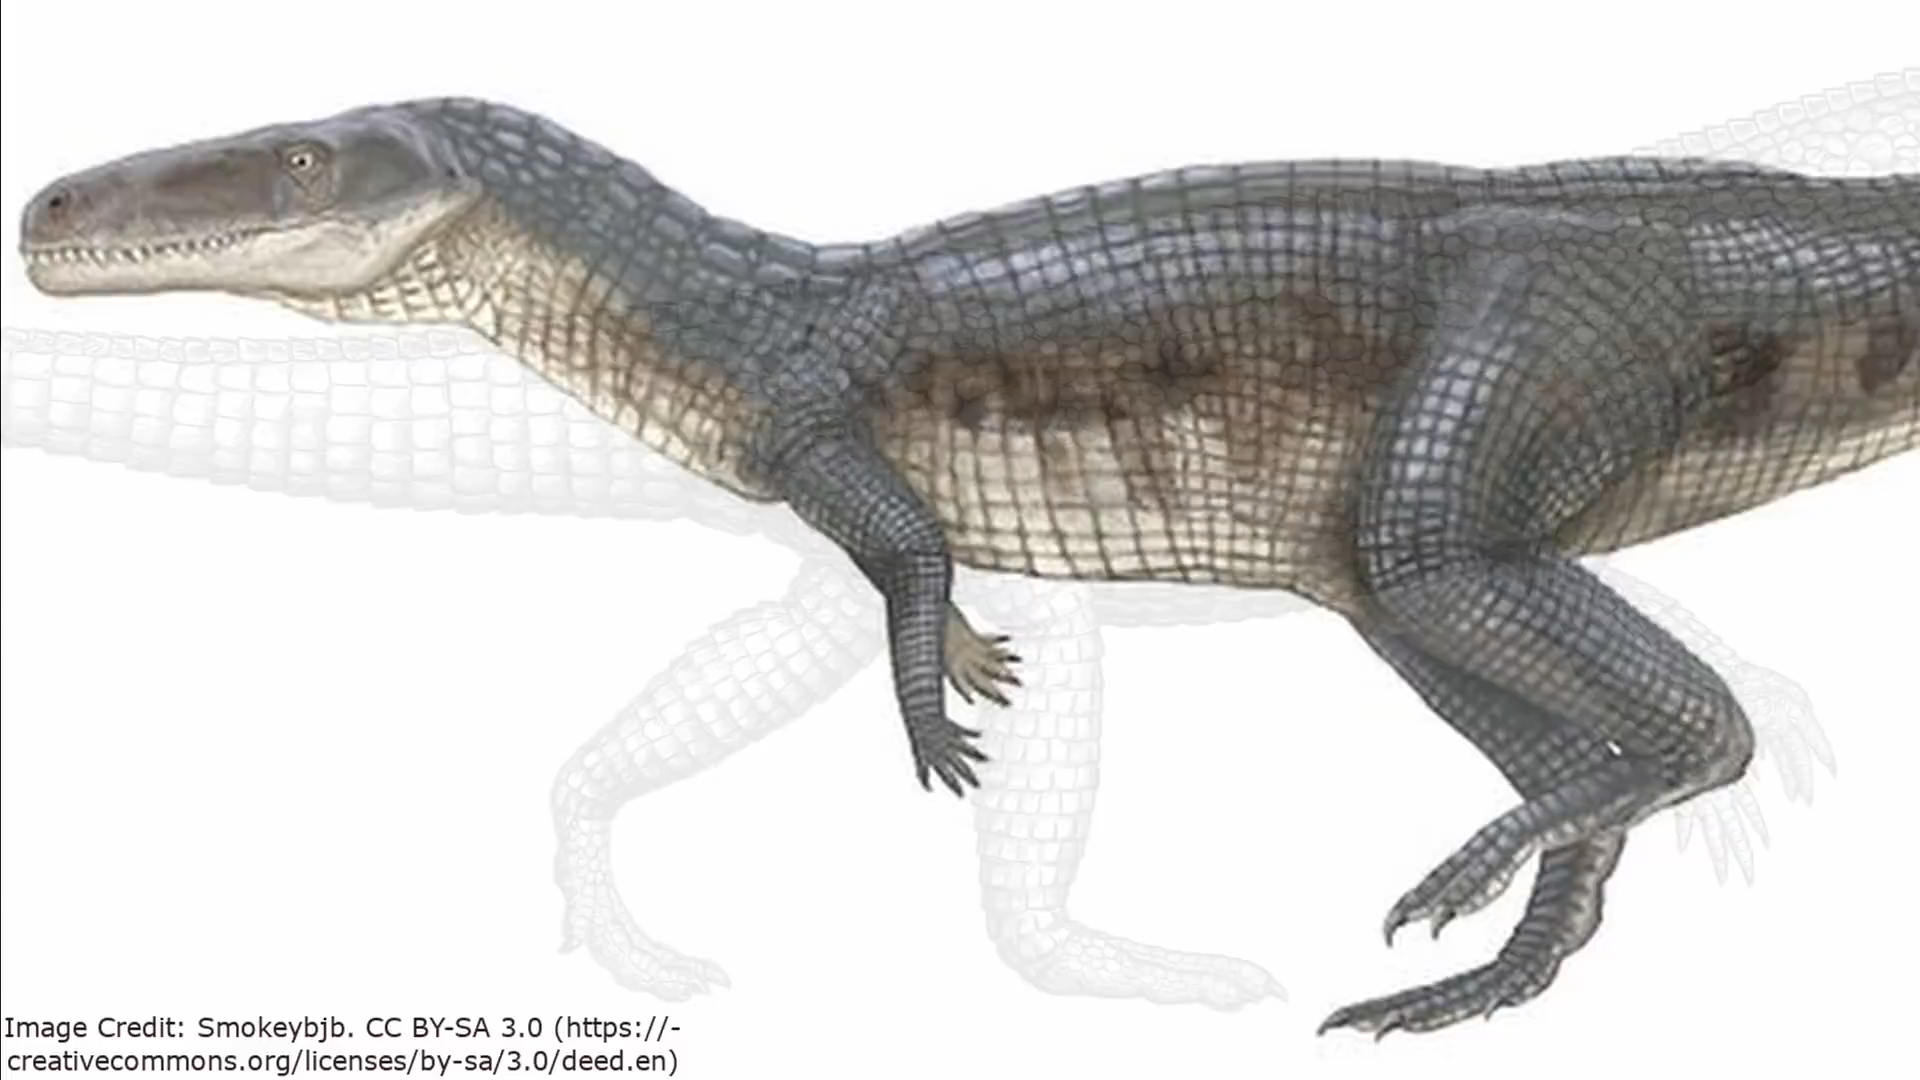 Image Credit: Smokeybjb. CC BY-SA 3.0 (https://-
creativecommons.org/licenses/by-sa/3.0/deed.en)